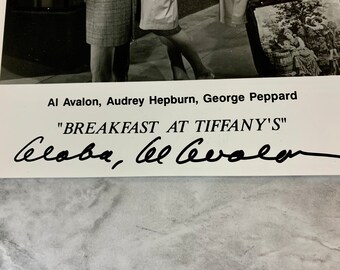 Al Avalon, Audrey Hepburn, George Peppard
"BREAKFAST AT TIFFANY'S"
Aloha, Al Avalon